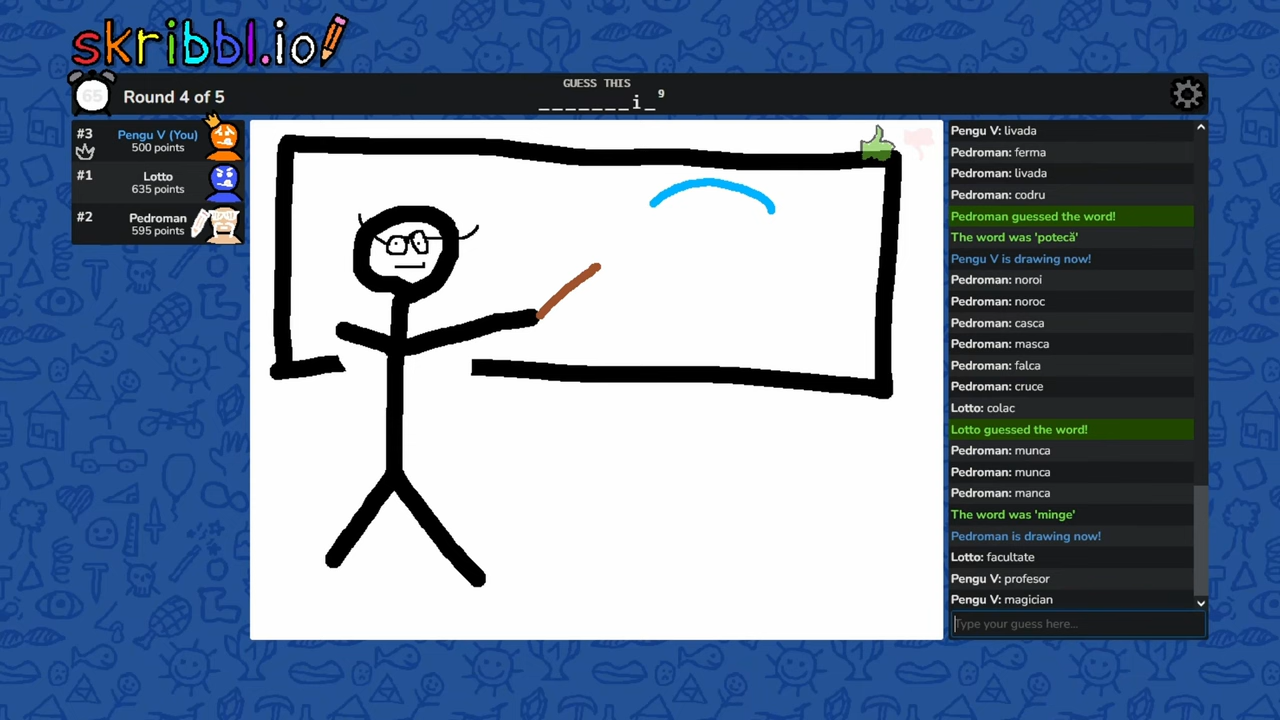 skribbl.io
65
Round 4 of 5
GUESS THIS
_______i_ 9
#3
Pengu V (You)
500 points
#1
Lotto
635 points
#2
Pedroman
595 points
Pengu V: livada
Pedroman: ferma
Pedroman: livada
Pedroman: codru
Pedroman guessed the word!
The word was 'potecă'
Pengu V is drawing now!
Pedroman: noroi
Pedroman: noroc
Pedroman: casca
Pedroman: masca
Pedroman: falca
Pedroman: cruce
Lotto: colac
Lotto guessed the word!
Pedroman: munca
Pedroman: munca
Pedroman: manca
The word was 'minge'
Pedroman is drawing now!
Lotto: facultate
Pengu V: profesor
Pengu V: magician
Type your guess here...